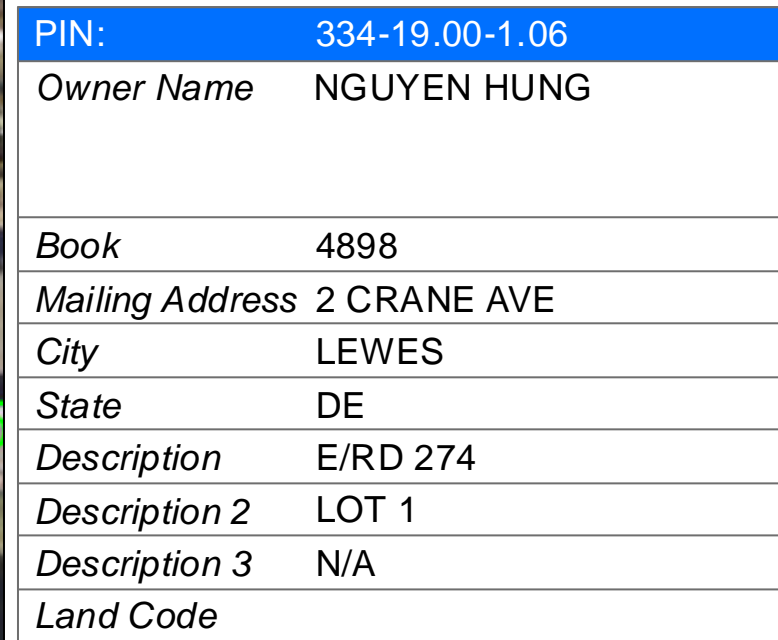 PIN: 334-19.00-1.06
Owner Name NGUYEN HUNG
Book 4898
Mailing Address 2 CRANE AVE
City LEWES
State DE
Description E/RD 274
Description 2 LOT 1
Description 3 N/A
Land Code